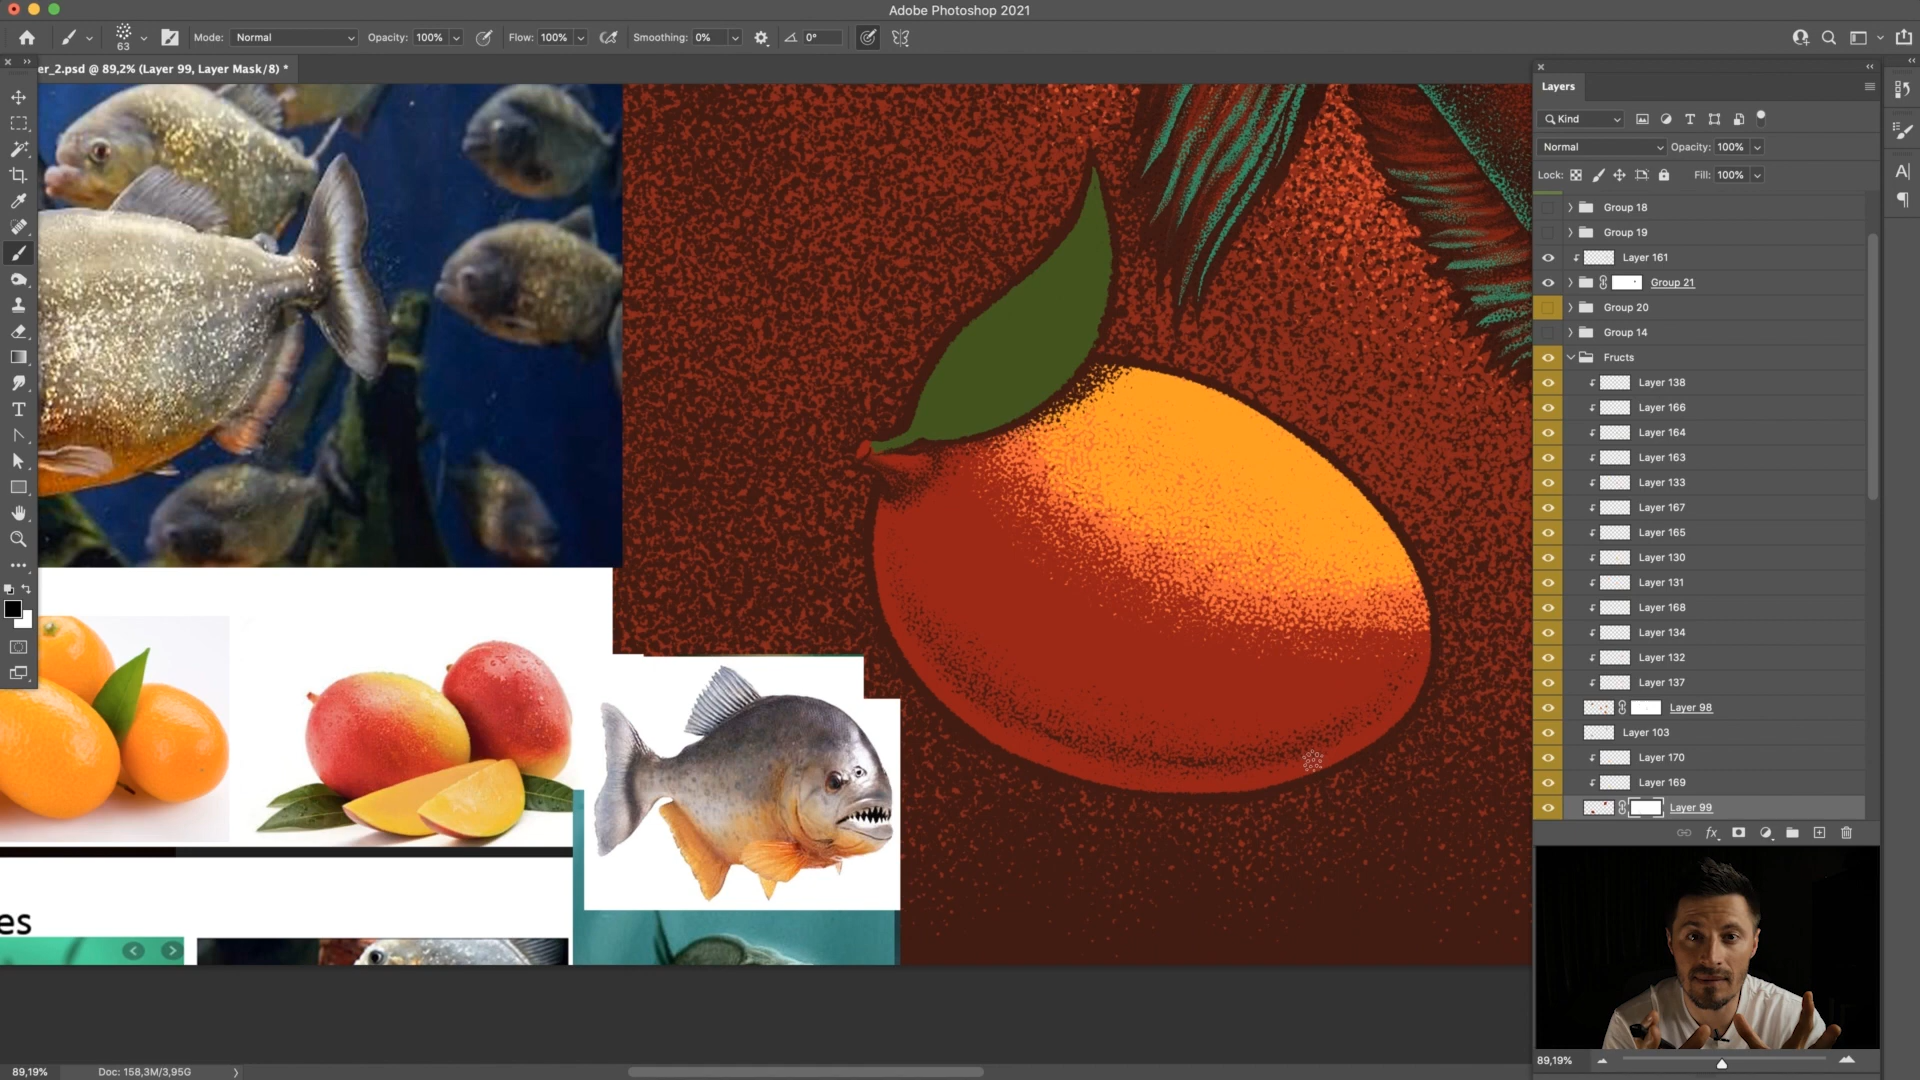 Adobe Photoshop 2021
63
Mode: Normal
Opacity: 100%
Flow: 100%
Smoothing: 0%
0°
er_2.psd @ 89,2% (Layer 99, Layer Mask/8) *
Layers
Kind
Normal
Opacity: 100%
Lock:
Fill: 100%
Group 18
Group 19
Layer 161
Group 21
Group 20
Group 14
Fructs
Layer 138
Layer 166
Layer 164
Layer 163
Layer 133
Layer 167
Layer 165
Layer 130
Layer 131
Layer 168
Layer 134
Layer 132
Layer 137
Layer 98
Layer 103
Layer 170
Layer 169
Layer 99
fx
es
89,19%
89,19%
Doc: 158,3M/3,95G